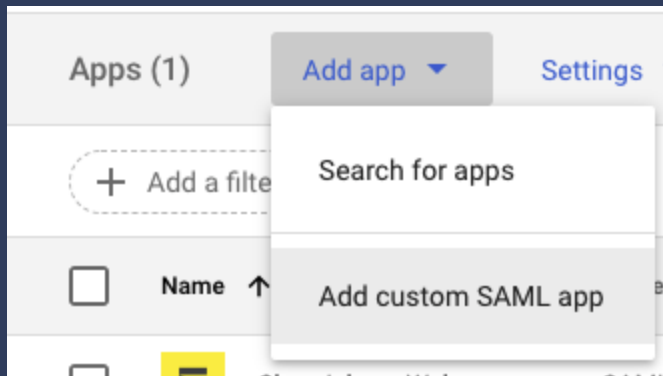 Apps (1)
Add app
Settings
Add a filte
Search for apps
Name
Add custom SAML app